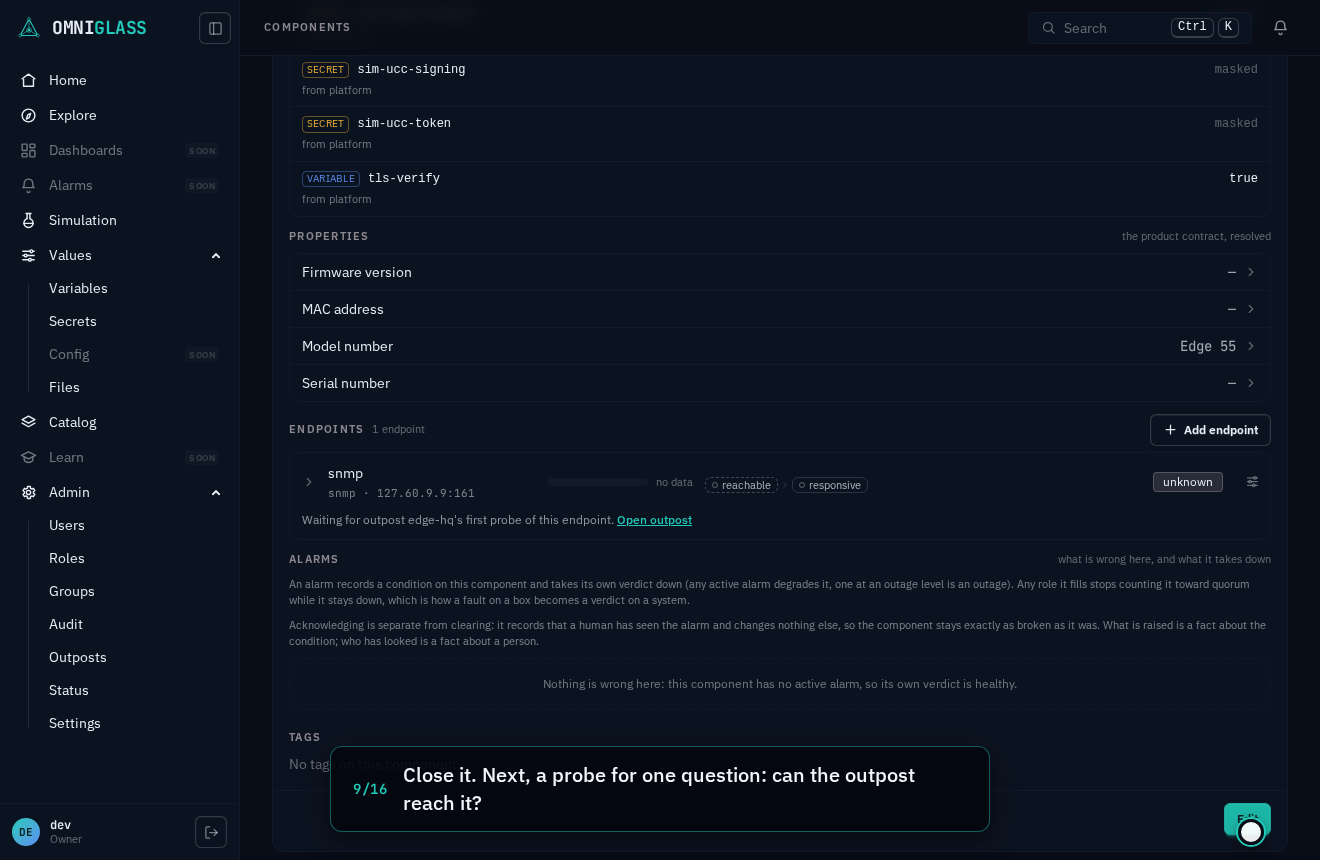 OMNIGLASS
COMPONENTS
Search
Ctrl K
Home
Explore
Dashboards SOON
Alarms SOON
Simulation
Values
Variables
Secrets
Config SOON
Files
Catalog
Learn SOON
Admin
Users
Roles
Groups
Audit
Outposts
Status
Settings
DE dev
Owner
SECRET sim-ucc-signing masked
from platform
SECRET sim-ucc-token masked
from platform
VARIABLE tls-verify true
from platform
PROPERTIES the product contract, resolved
Firmware version —
MAC address —
Model number Edge 55
Serial number —
ENDPOINTS 1 endpoint
Add endpoint
snmp
snmp · 127.60.9.9:161
no data
reachable
responsive
unknown
Waiting for outpost edge-hq's first probe of this endpoint. Open outpost
ALARMS what is wrong here, and what it takes down
An alarm records a condition on this component and takes its own verdict down (any active alarm degrades it, one at an outage level is an outage). Any role it fills stops counting it toward quorum
while it stays down, which is how a fault on a box becomes a verdict on a system.
Acknowledging is separate from clearing: it records that a human has seen the alarm and changes nothing else, so the component stays exactly as broken as it was. What is raised is a fact about the
condition; who has looked is a fact about a person.
Nothing is wrong here: this component has no active alarm, so its own verdict is healthy.
TAGS
No tags on this component
9/16
Close it. Next, a probe for one question: can the outpost
reach it?